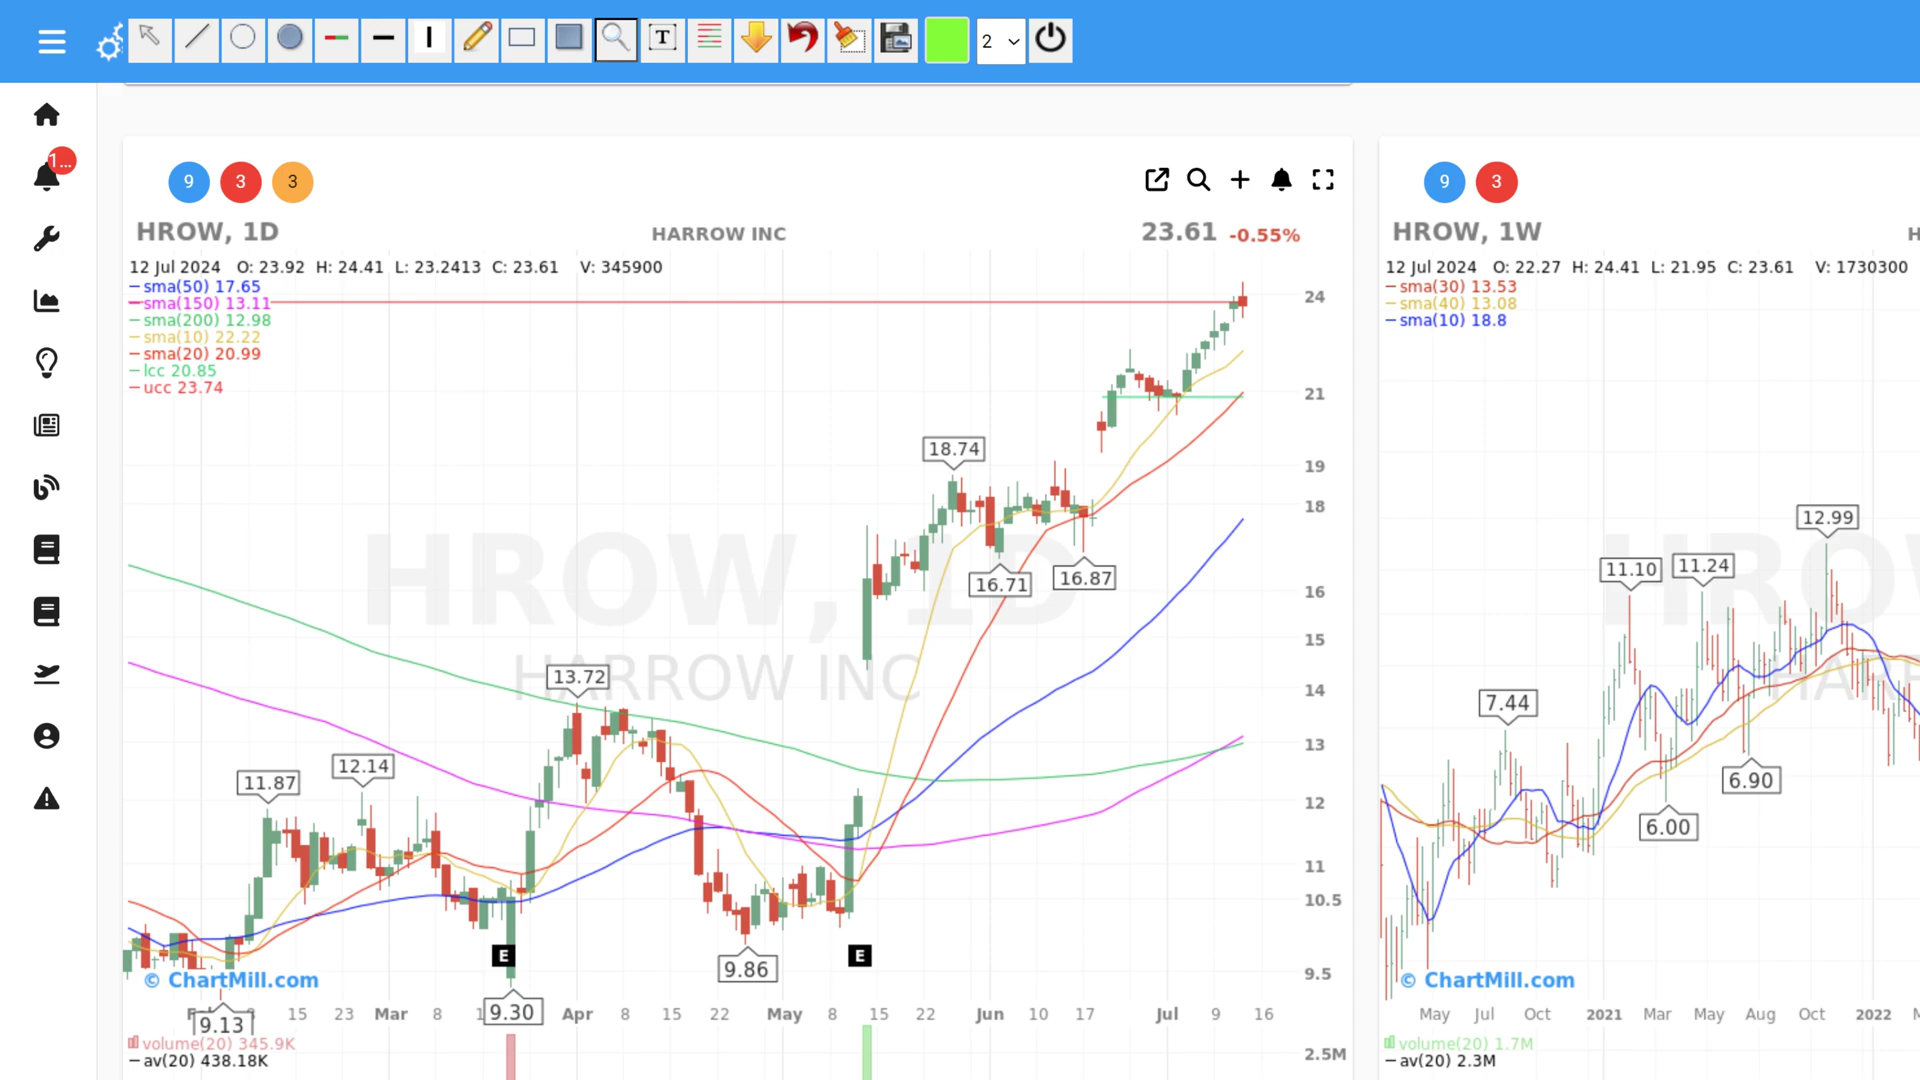 T
2
1...
9 3 3
9 3
HROW, 1D
HARROW INC
23.61 -0.55%
12 Jul 2024 O: 23.92 H: 24.41 L: 23.2413 C: 23.61 V: 345900
sma(50) 17.65
sma(150) 13.11
sma(200) 12.98
sma(10) 22.22
sma(20) 20.99
lcc 20.85
ucc 23.74
HROW, 1D
HARROW INC
24
21
19
18
16
15
14
13
12
11
10.5
9.5
2.5M
18.74
16.71
16.87
13.72
12.14
11.87
9.86
9.30
9.13
E
E
© ChartMill.com
15 23 Mar 8 Apr 8 15 22 May 8 15 22 Jun 10 17 Jul 9 16
volume(20) 345.9K
av(20) 438.18K
HROW, 1W
H
12 Jul 2024 O: 22.27 H: 24.41 L: 21.95 C: 23.61 V: 1730300
sma(30) 13.53
sma(40) 13.08
sma(10) 18.8
12.99
11.10
11.24
7.44
6.90
6.00
© ChartMill.com
May Jul Oct 2021 Mar May Aug Oct 2022
volume(20) 1.7M
av(20) 2.3M